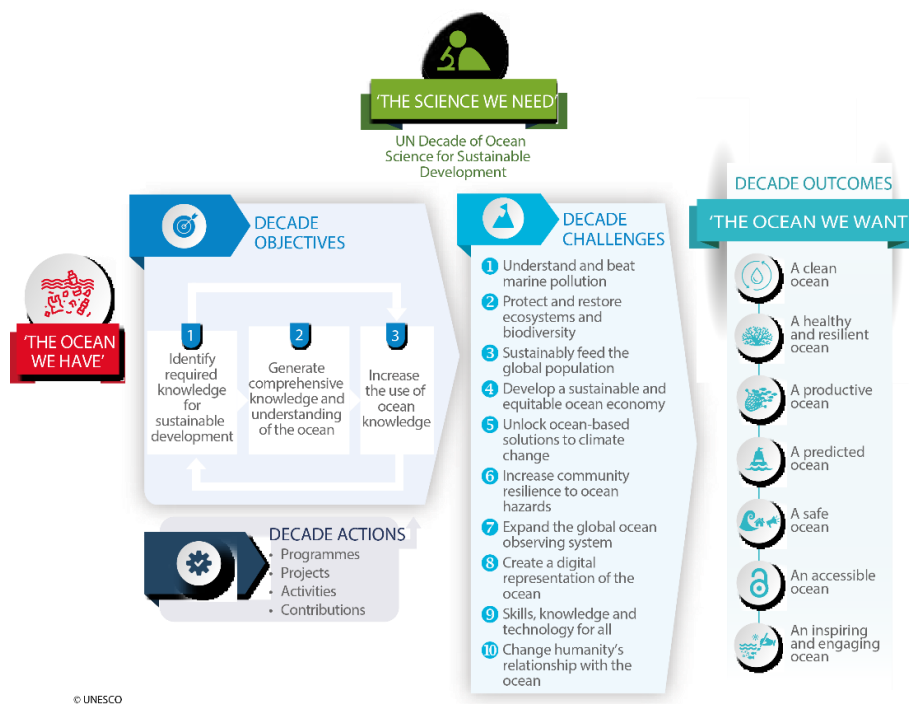 'THE SCIENCE WE NEED'
UN Decade of Ocean
Science for Sustainable
Development
'THE OCEAN
WE HAVE'
DECADE
OBJECTIVES
1
Identify
required
knowledge
for
sustainable
development
2
Generate
comprehensive
knowledge and
understanding
of the ocean
3
Increase
the use of
ocean
knowledge
DECADE ACTIONS
• Programmes
• Projects
• Activities
• Contributions
DECADE
CHALLENGES
1 Understand and beat
marine pollution
2 Protect and restore
ecosystems and
biodiversity
3 Sustainably feed the
global population
4 Develop a sustainable and
equitable ocean economy
5 Unlock ocean-based
solutions to climate
change
6 Increase community
resilience to ocean
hazards
7 Expand the global ocean
observing system
8 Create a digital
representation of the
ocean
9 Skills, knowledge and
technology for all
10 Change humanity's
relationship with the
ocean
DECADE OUTCOMES
'THE OCEAN WE WANT
A clean
ocean
A healthy
and resilient
ocean
A productive
ocean
A predicted
ocean
A safe
ocean
An accessible
ocean
An inspiring
and engaging
ocean
© UNESCO